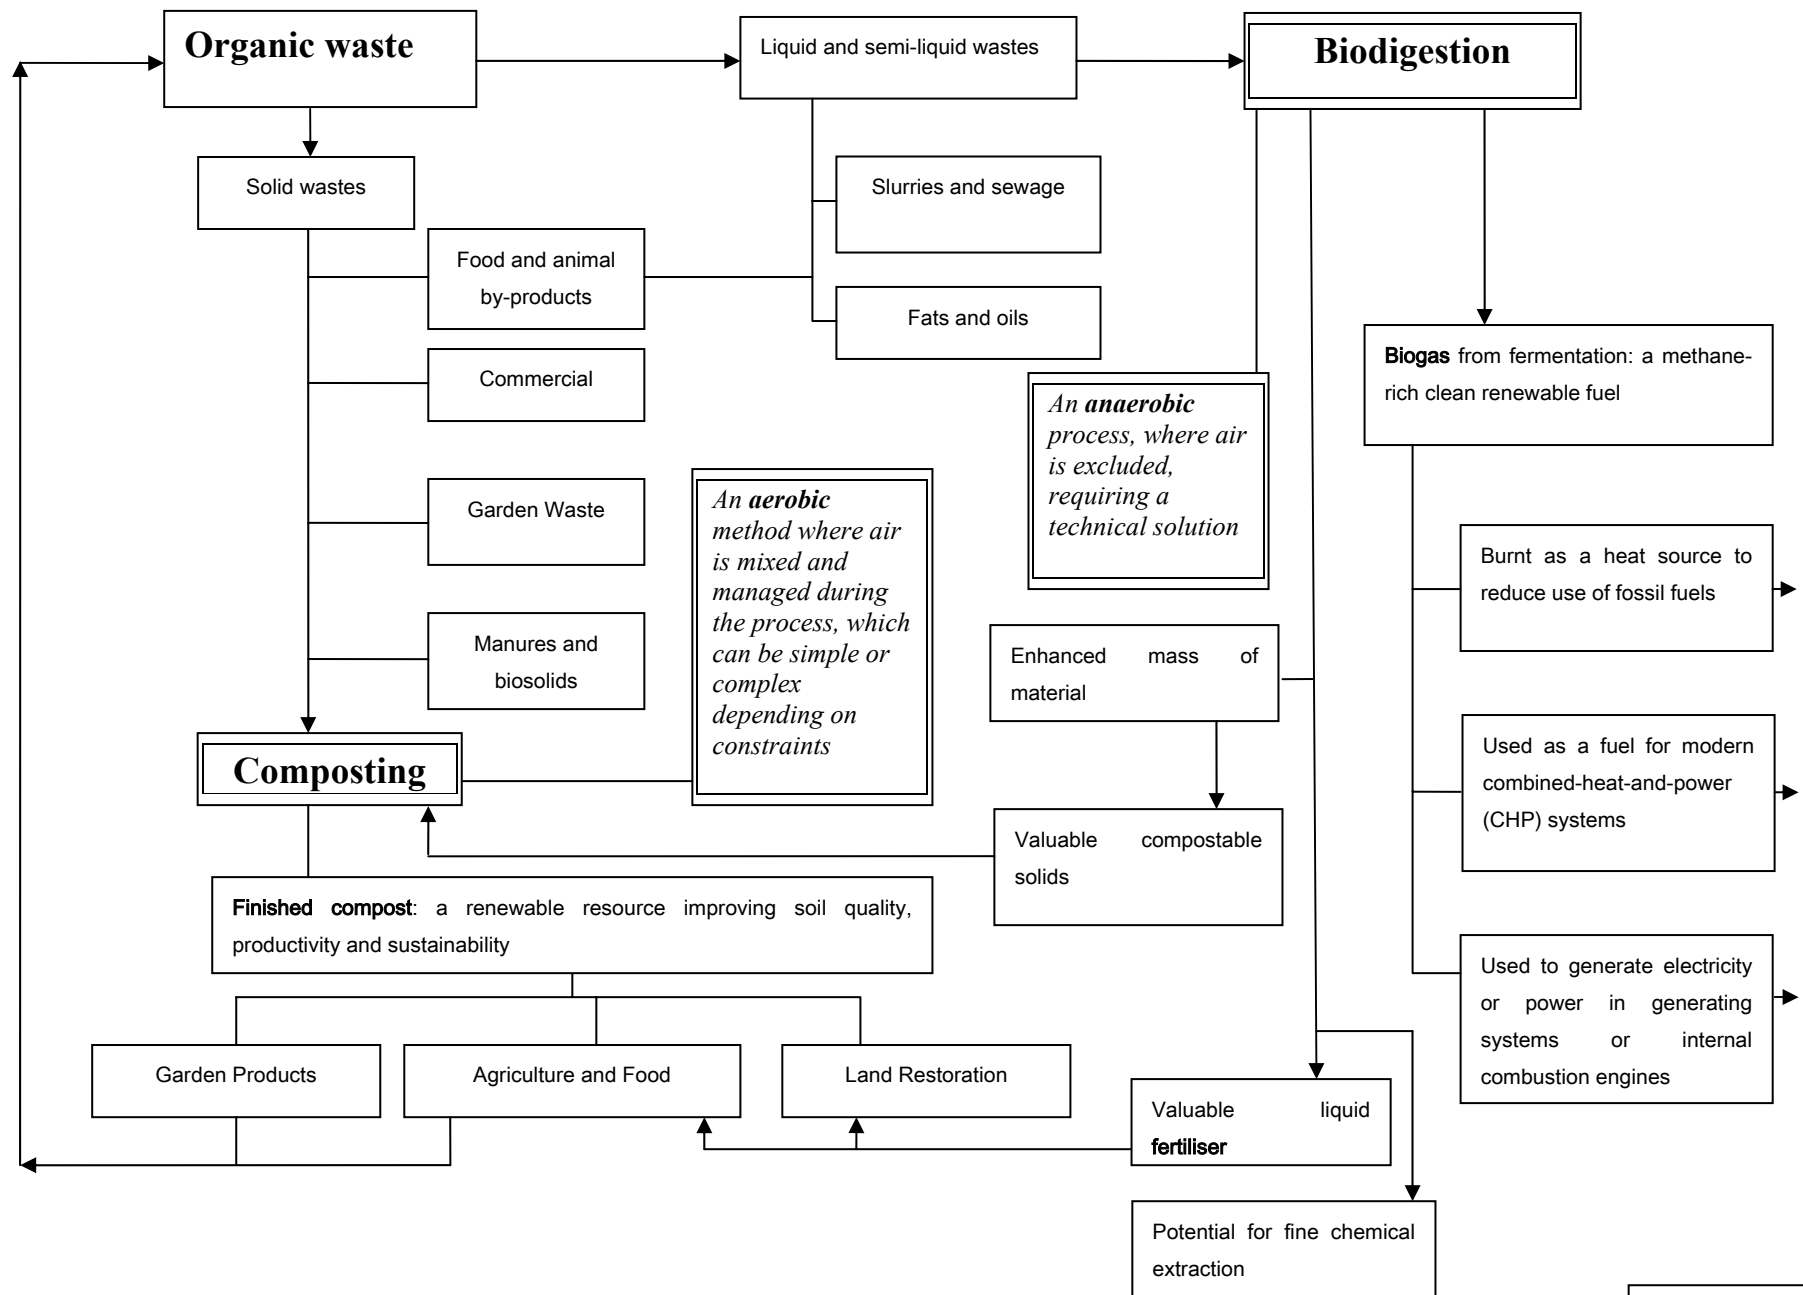 Organic waste
Liquid and semi-liquid wastes
Biodigestion
Solid wastes
Slurries and sewage
Food and animal
by-products
Fats and oils
Biogas from fermentation: a methane-
rich clean renewable fuel
Commercial
An anaerobic
process, where air
is excluded,
requiring a
technical solution
Garden Waste
An aerobic
method where air
is mixed and
managed during
the process, which
can be simple or
complex
depending on
constraints
Burnt as a heat source to
reduce use of fossil fuels
Manures and
biosolids
Enhanced mass of
material
Composting
Used as a fuel for modern
combined-heat-and-power
(CHP) systems
Valuable compostable
solids
Finished compost: a renewable resource improving soil quality,
productivity and sustainability
Used to generate electricity
or power in generating
systems or internal
combustion engines
Garden Products
Agriculture and Food
Land Restoration
Valuable liquid
fertiliser
Potential for fine chemical
extraction